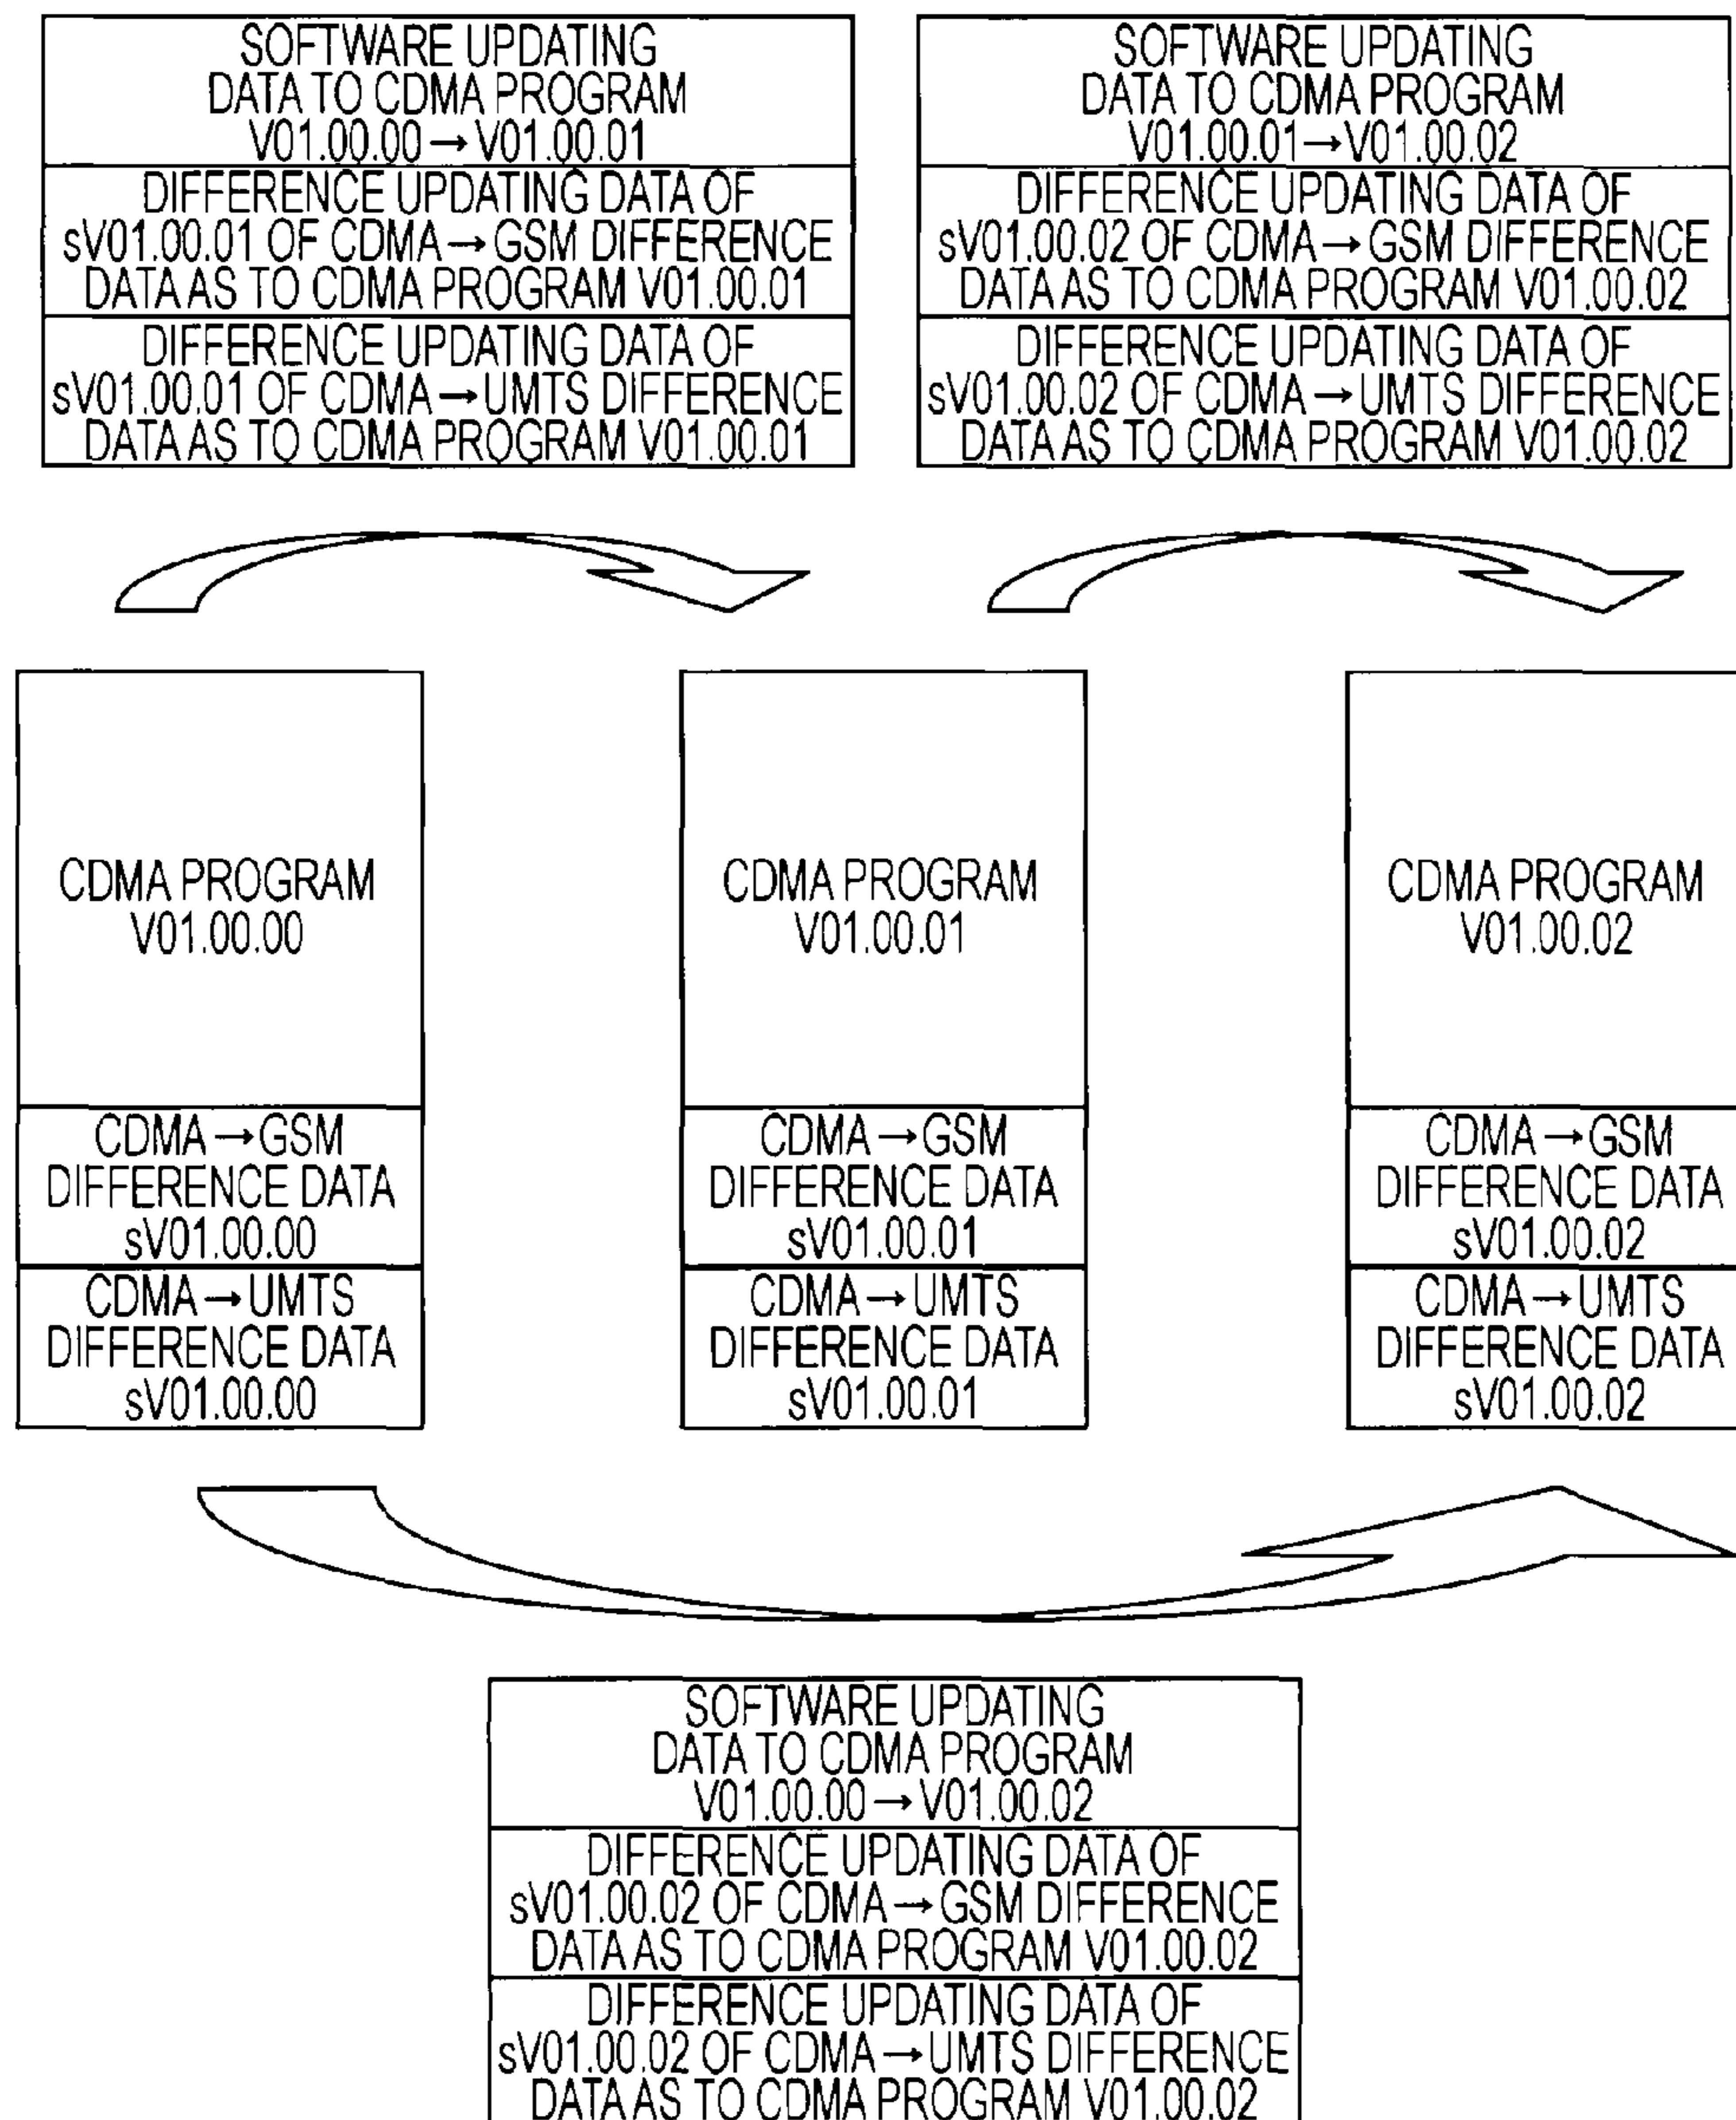 SOFTWARE UPDATING
DATA TO CDMA PROGRAM
V01.00.00→V01.00.01
DIFFERENCE UPDATING DATA OF
sV01.00.01 OF CDMA→GSM DIFFERENCE
DATA AS TO CDMA PROGRAM V01.00.01
DIFFERENCE UPDATING DATA OF
sV01.00.01 OF CDMA→UMTS DIFFERENCE
DATA AS TO CDMA PROGRAM V01.00.01
SOFTWARE UPDATING
DATA TO CDMA PROGRAM
V01.00.01→V01.00.02
DIFFERENCE UPDATING DATA OF
sV01.00.02 OF CDMA→GSM DIFFERENCE
DATA AS TO CDMA PROGRAM V01.00.02
DIFFERENCE UPDATING DATA OF
sV01.00.02 OF CDMA→UMTS DIFFERENCE
DATA AS TO CDMA PROGRAM V01.00.02
CDMA PROGRAM
V01.00.00
CDMA→GSM
DIFFERENCE DATA
sV01.00.00
CDMA→UMTS
DIFFERENCE DATA
sV01.00.00
CDMA PROGRAM
V01.00.01
CDMA→GSM
DIFFERENCE DATA
sV01.00.01
CDMA→UMTS
DIFFERENCE DATA
sV01.00.01
CDMA PROGRAM
V01.00.02
CDMA→GSM
DIFFERENCE DATA
sV01.00.02
CDMA→UMTS
DIFFERENCE DATA
sV01.00.02
SOFTWARE UPDATING
DATA TO CDMA PROGRAM
V01.00.00→V01.00.02
DIFFERENCE UPDATING DATA OF
sV01.00.02 OF CDMA→GSM DIFFERENCE
DATA AS TO CDMA PROGRAM V01.00.02
DIFFERENCE UPDATING DATA OF
sV01.00.02 OF CDMA→UMTS DIFFERENCE
DATA AS TO CDMA PROGRAM V01.00.02